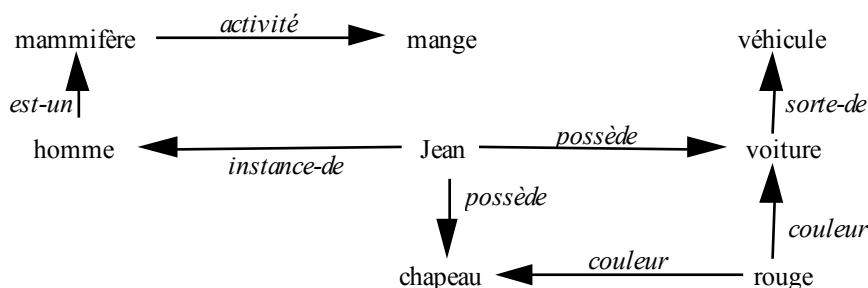 activité
mammifère mange véhicule
est-un sorte-de
homme Jean possède voiture
instance-de
possède
couleur
chapeau couleur rouge